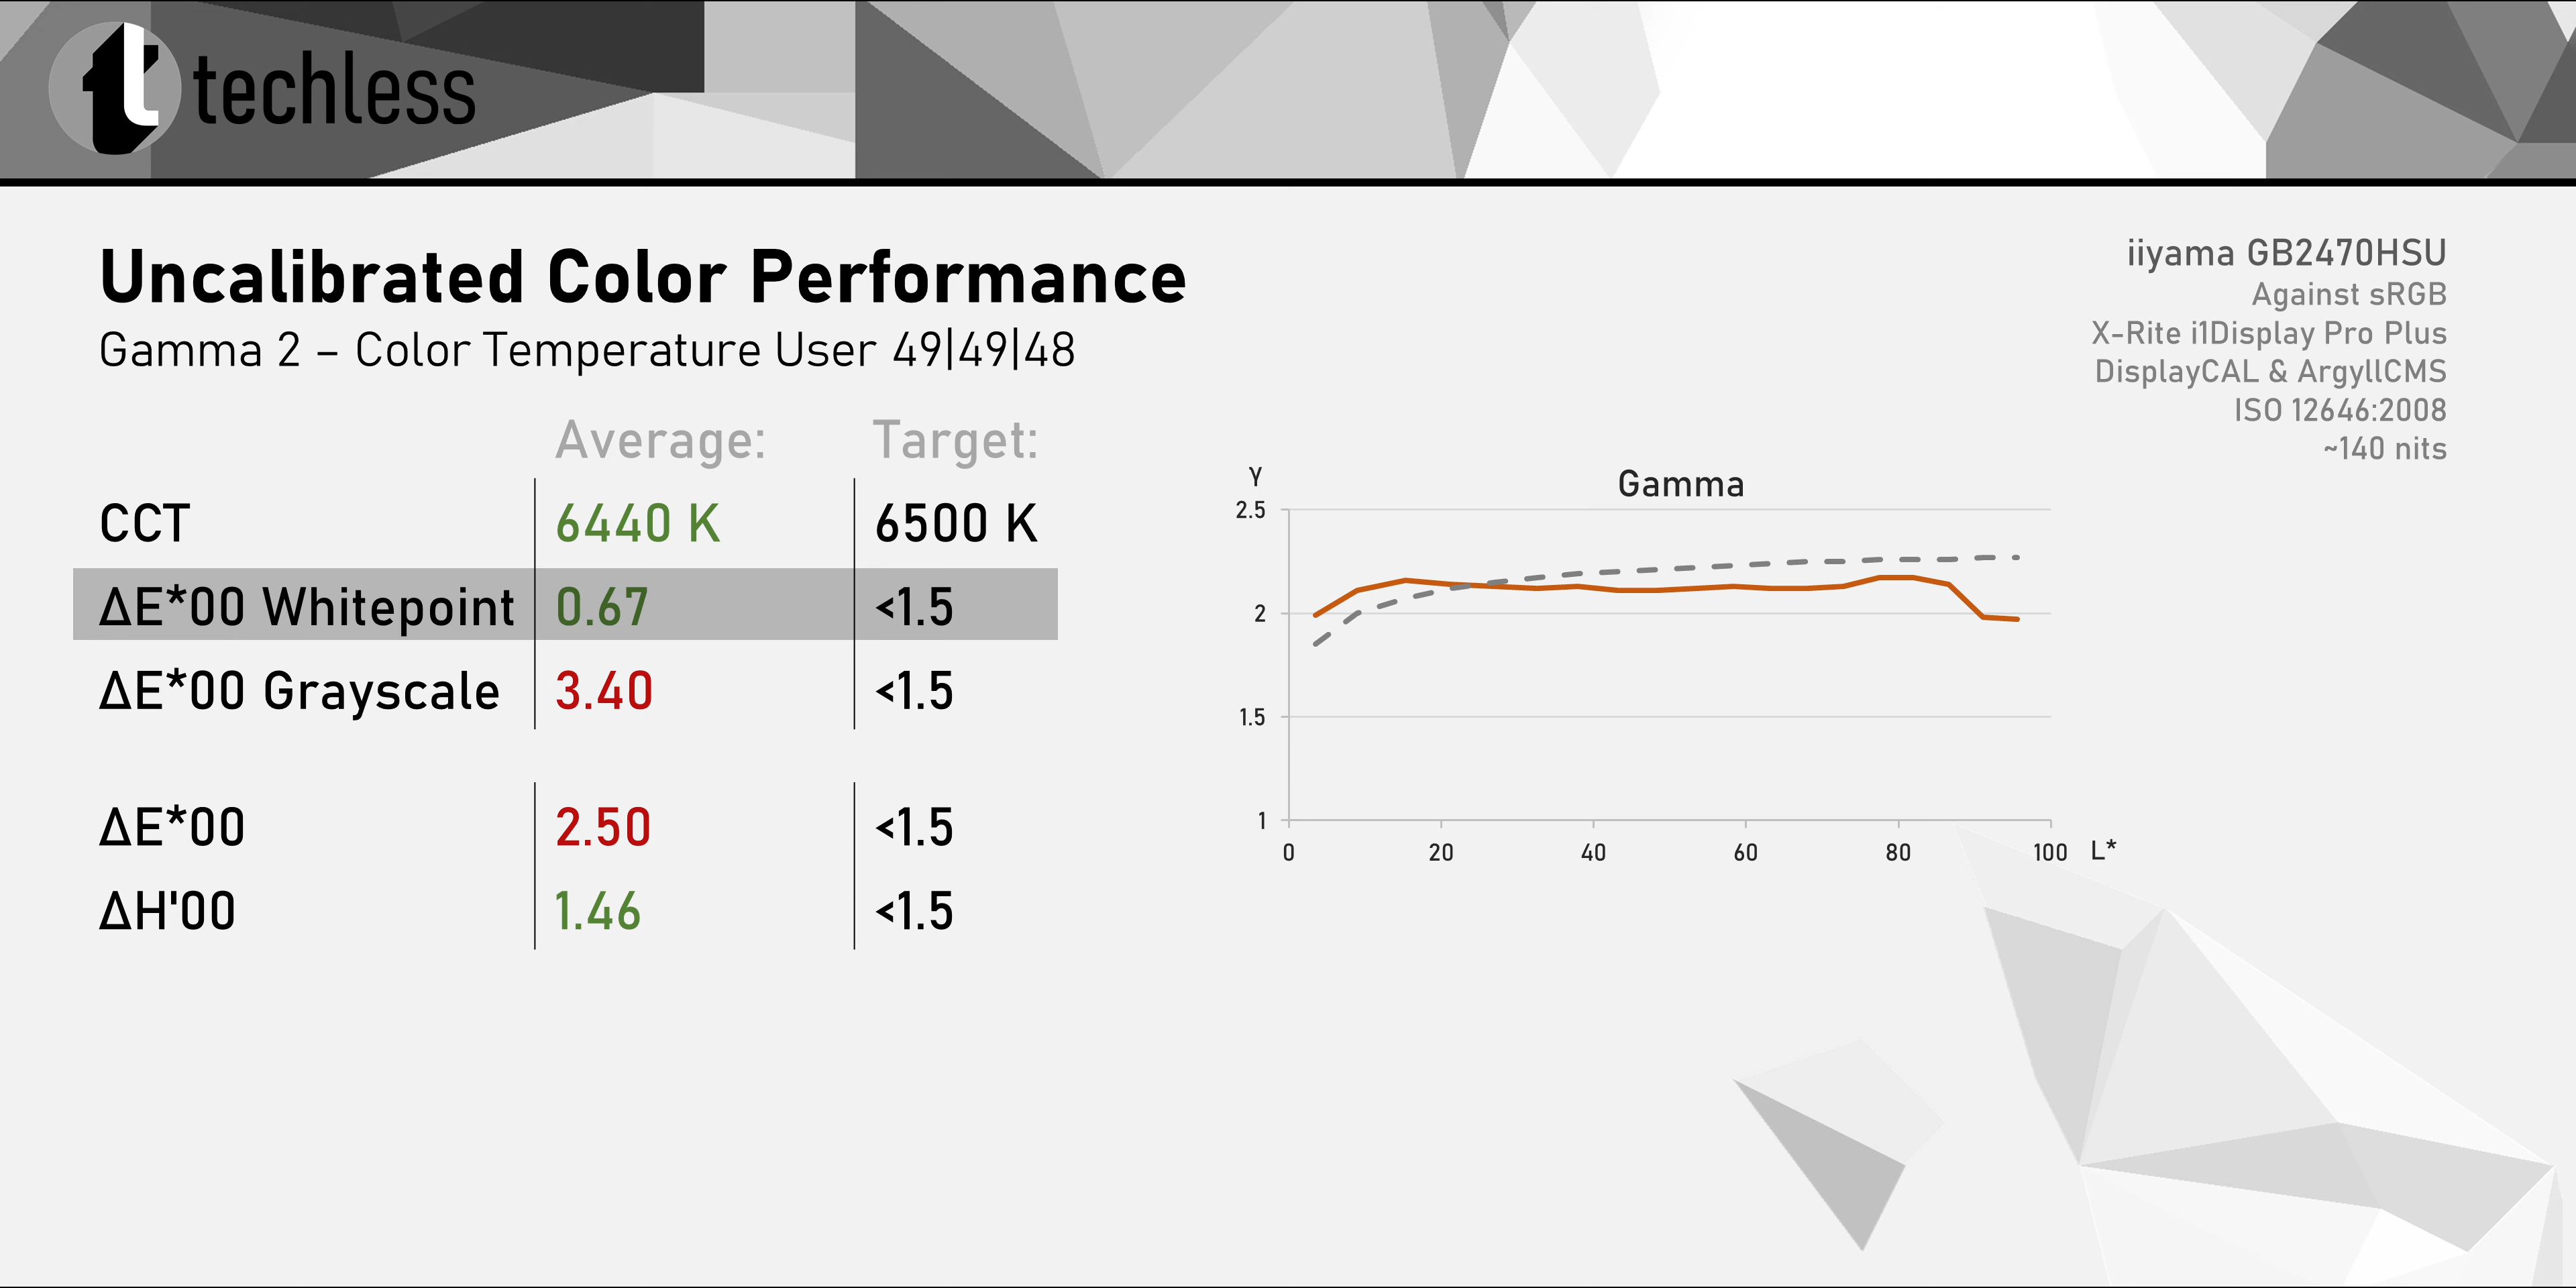 techless
Uncalibrated Color Performance
Gamma 2 – Color Temperature User 49|49|48
iiyama GB2470HSU
Against sRGB
X-Rite i1Display Pro Plus
DisplayCAL & ArgyllCMS
ISO 12646:2008
~140 nits
Average: Target:
CCT 6440 K 6500 K
ΔE*00 Whitepoint 0.67 <1.5
ΔE*00 Grayscale 3.40 <1.5
ΔE*00 2.50 <1.5
ΔH'00 1.46 <1.5
Gamma
Y
2.5
2
1.5
1
0 20 40 60 80 100 L*